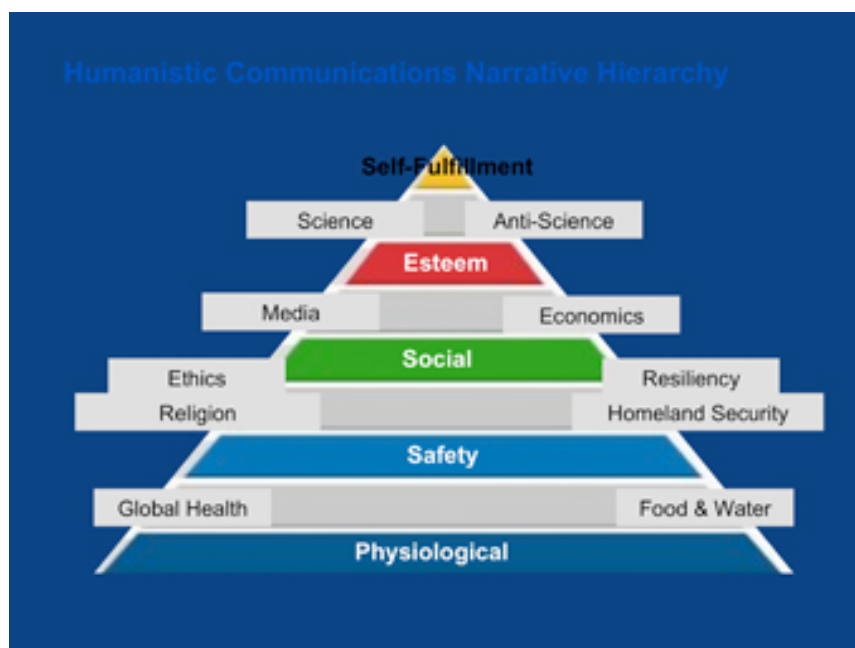 Humanistic Communications Narrative Hierarchy
Self-Fulfillment
Science Anti-Science
Esteem
Media Economics
Social
Ethics Resiliency
Religion Homeland Security
Safety
Global Health Food & Water
Physiological